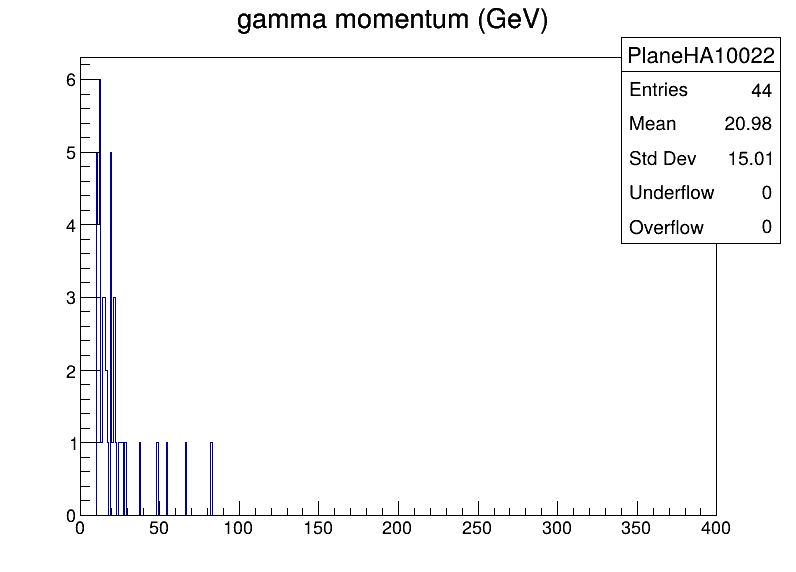 gamma momentum (GeV)
PlaneHA10022
Entries 44
Mean 20.98
Std Dev 15.01
Underflow 0
Overflow 0
6
5
4
3
2
1
0
0 50 100 150 200 250 300 350 400